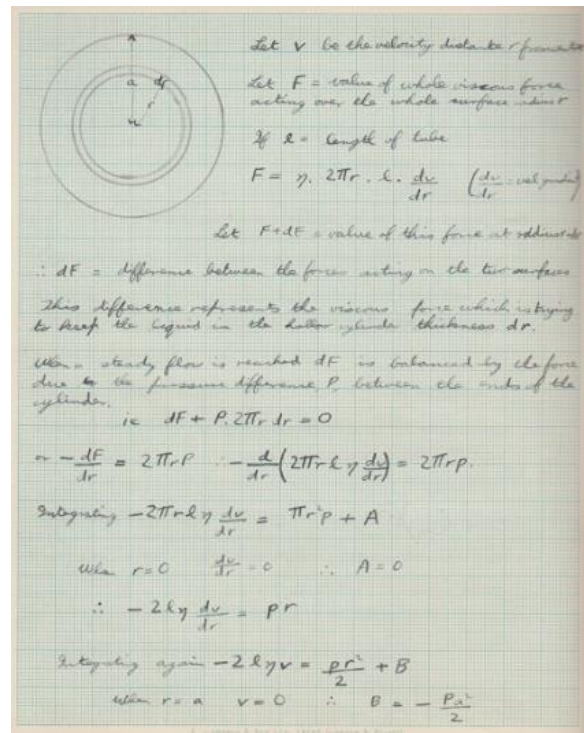 a
dr
r
Let v be the velocity distance r from
Let F = value of whole viscous force
acting over the whole surface
If l = length of tube
F = η. 2πr . l. dv/dr (dv/dr = vel gradient)
Let F+dF = value of this force at radius
∴ dF = difference between the forces acting on the two surfaces
This difference represents the viscous force which is trying
to keep the liquid in the hollow cylinder thickness dr.
When steady flow is reached dF is balanced by the force
due to the pressure difference P between the ends of the
cylinder.
ie dF + P. 2πr dr = 0
or - dF/dr = 2πrP ∴ - d/dr (2πr l η dv/dr) = 2πrp.
Integrating - 2πr l η dv/dr = πr²p + A
When r=0 dv/dr = 0 ∴ A=0
∴ - 2 l η dv/dr = pr
Integrating again - 2 l η v = pr²/2 + B
When r = a v = 0 ∴ B = - Pa²/2